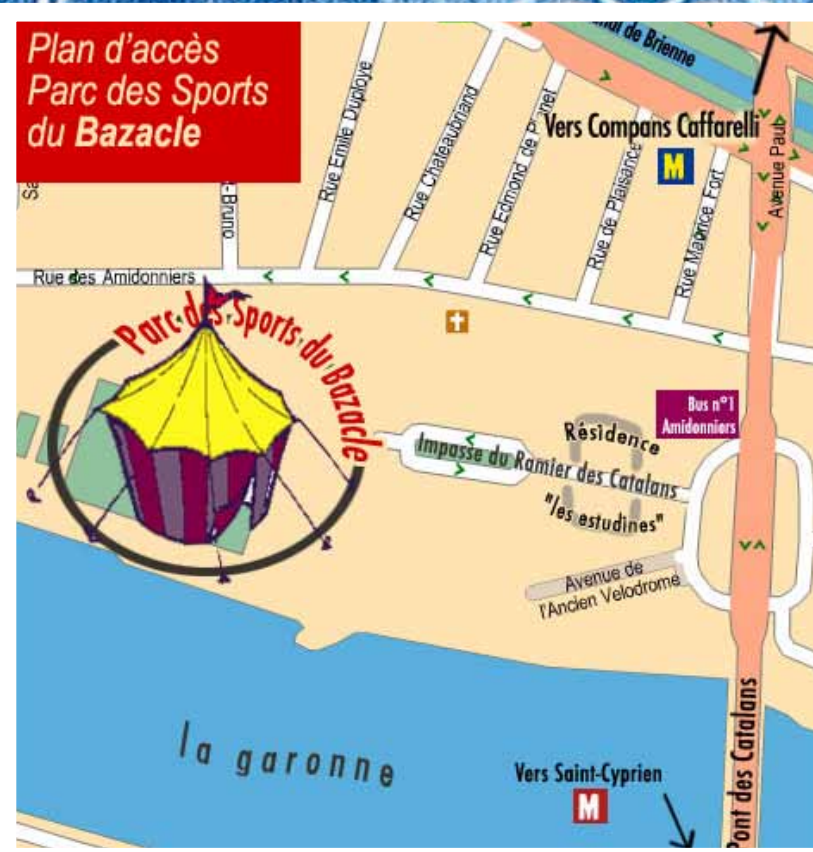 Plan d'accès
Parc des Sports
du Bazacle
de Brienne
Vers Compans Caffarelli
M
Avenue Paul
Rue Emile Duploye
Rue Chateaubriand
Rue Edmond de Planet
Rue de Plaisance
Rue Maurice Fort
-Bruno
Rue des Amidonniers
Parc des Sports du Bazacle
Bus n°1
Amidonniers
Résidence
Impasse du Ramier des Catalans
"les estudines"
Avenue de
l'Ancien Velodrome
la garonne
Vers Saint-Cyprien
M
Pont des Catalans